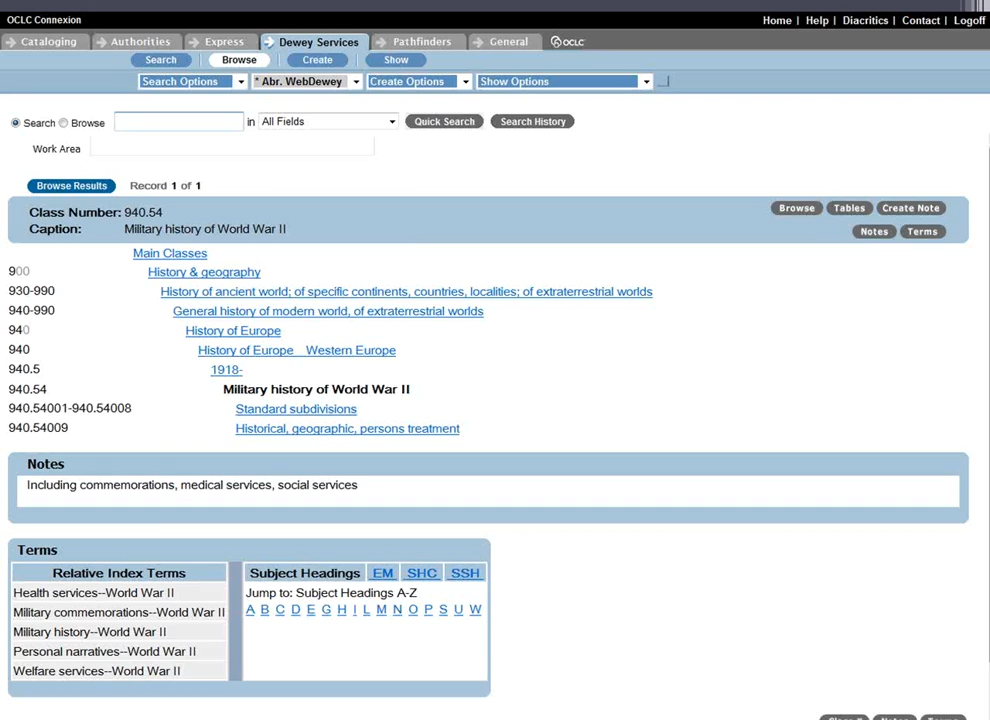 OCLC Connexion
Home | Help | Diacritics | Contact | Logoff
Cataloging Authorities Express Dewey Services Pathfinders General OCLC
Search Browse Create Show
Search Options * Abr. WebDewey Create Options Show Options
Search Browse in All Fields Quick Search Search History
Work Area
Browse Results Record 1 of 1
Class Number: 940.54 Browse Tables Create Note
Caption: Military history of World War II Notes Terms
Main Classes
900 History & geography
930-990 History of ancient world; of specific continents, countries, localities; of extraterrestrial worlds
940-990 General history of modern world, of extraterrestrial worlds
940 History of Europe
940 History of Europe Western Europe
940.5 1918-
940.54 Military history of World War II
940.54001-940.54008 Standard subdivisions
940.54009 Historical, geographic, persons treatment
Notes
Including commemorations, medical services, social services
Terms
Relative Index Terms Subject Headings EM SHC SSH
Health services--World War II Jump to: Subject Headings A-Z
Military commemorations--World War II A B C D E G H I L M N O P S U W
Military history--World War II
Personal narratives--World War II
Welfare services--World War II